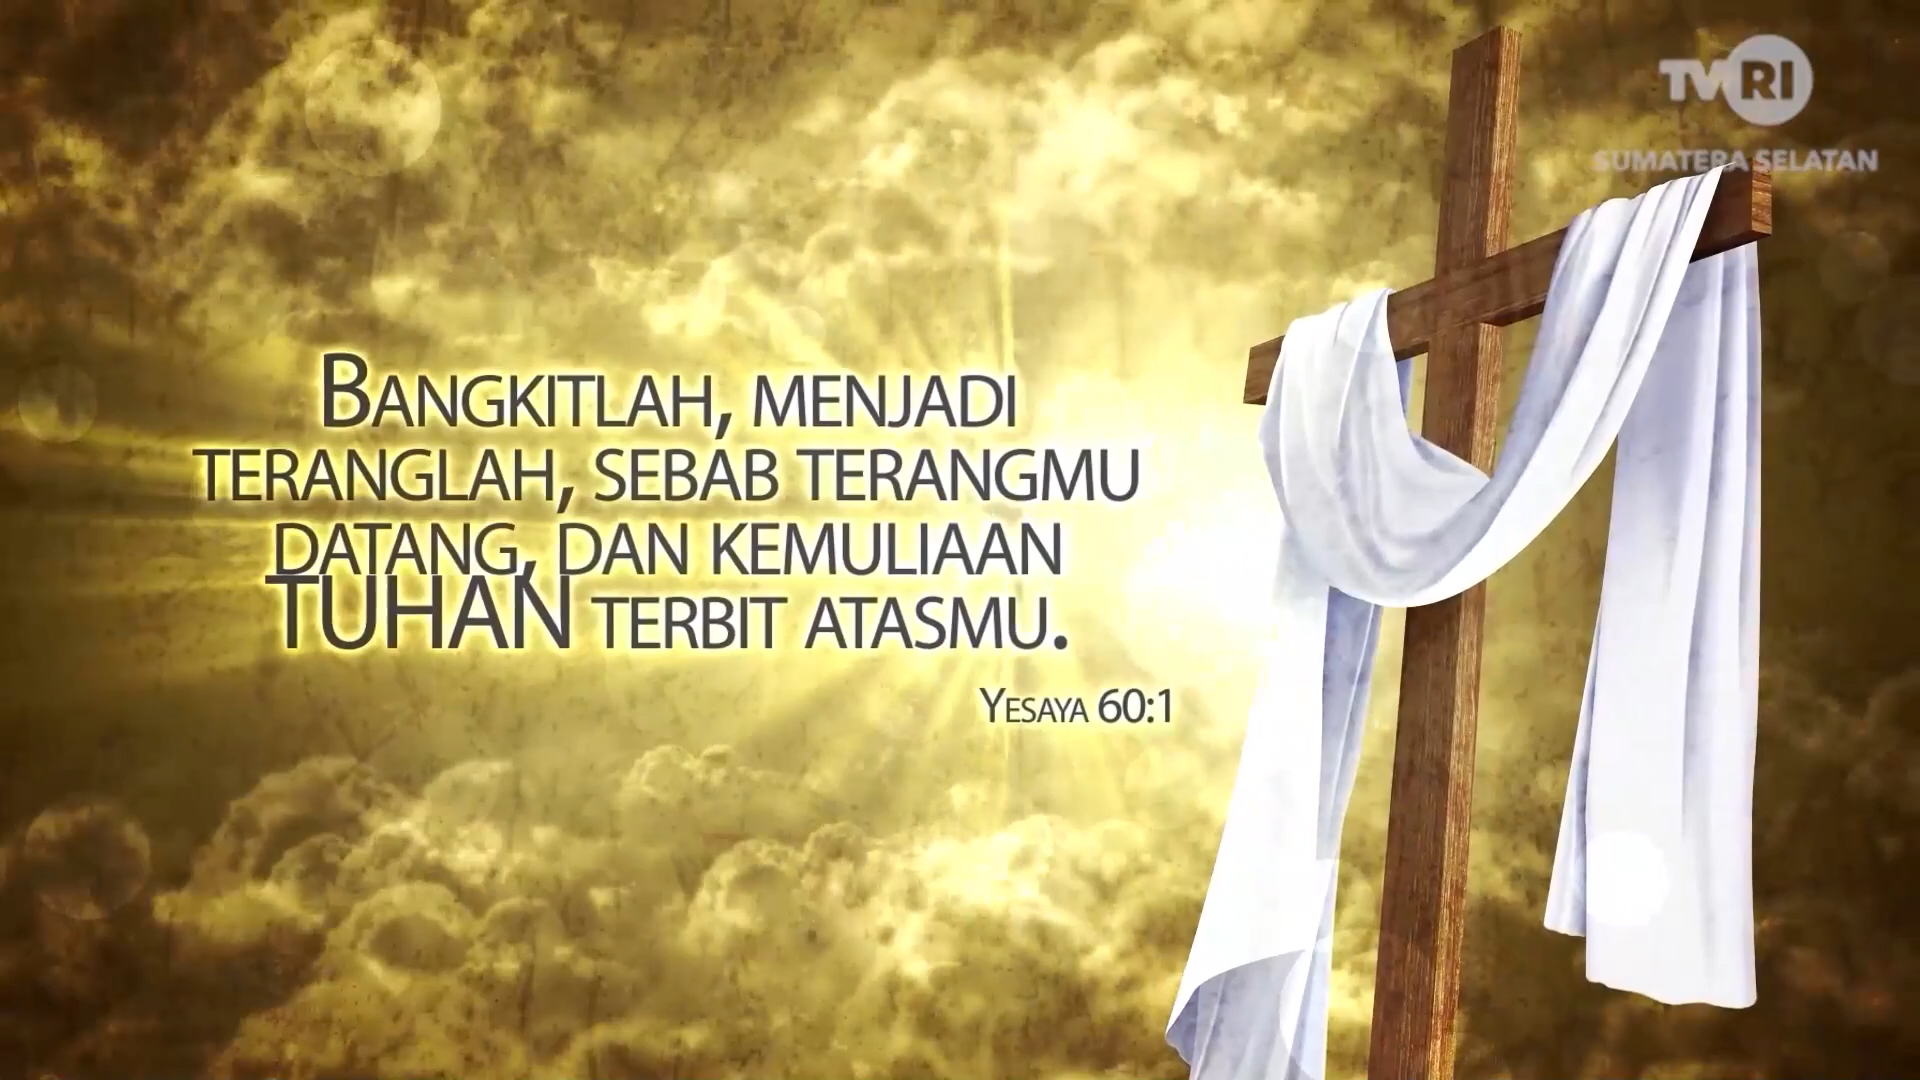 TVRI
SUMATERA SELATAN
BANGKITLAH, MENJADI
TERANGLAH, SEBAB TERANGMU
DATANG, DAN KEMULIAAN
TUHAN TERBIT ATASMU.
YESAYA 60:1